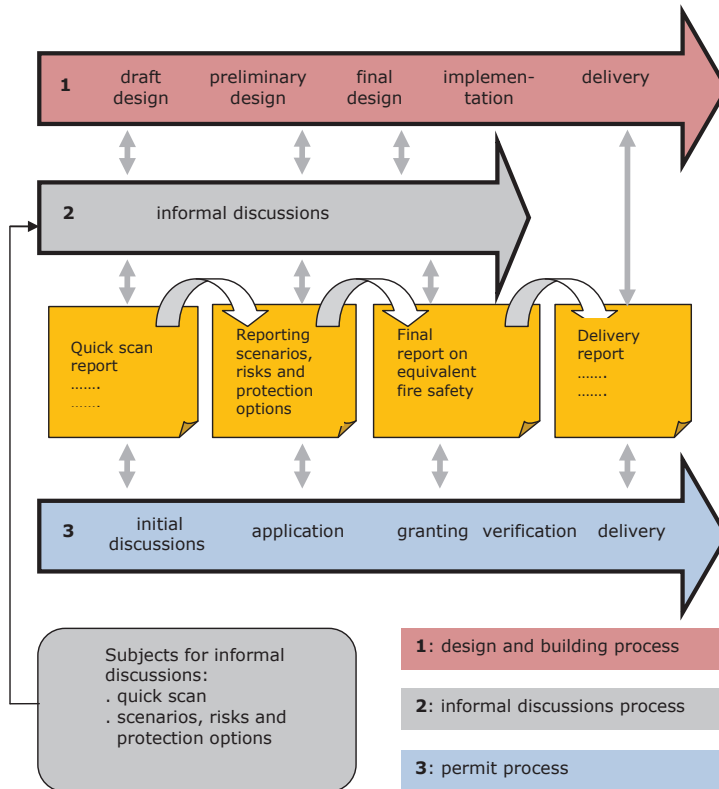 1 draft design preliminary design final design implemen-tation delivery
2 informal discussions
Quick scan
report
.......
.......
Reporting
scenarios,
risks and
protection
options
Final
report on
equivalent
fire safety
Delivery
report
.......
.......
3 initial discussions application granting verification delivery
Subjects for informal
discussions:
. quick scan
. scenarios, risks and
protection options
1: design and building process
2: informal discussions process
3: permit process